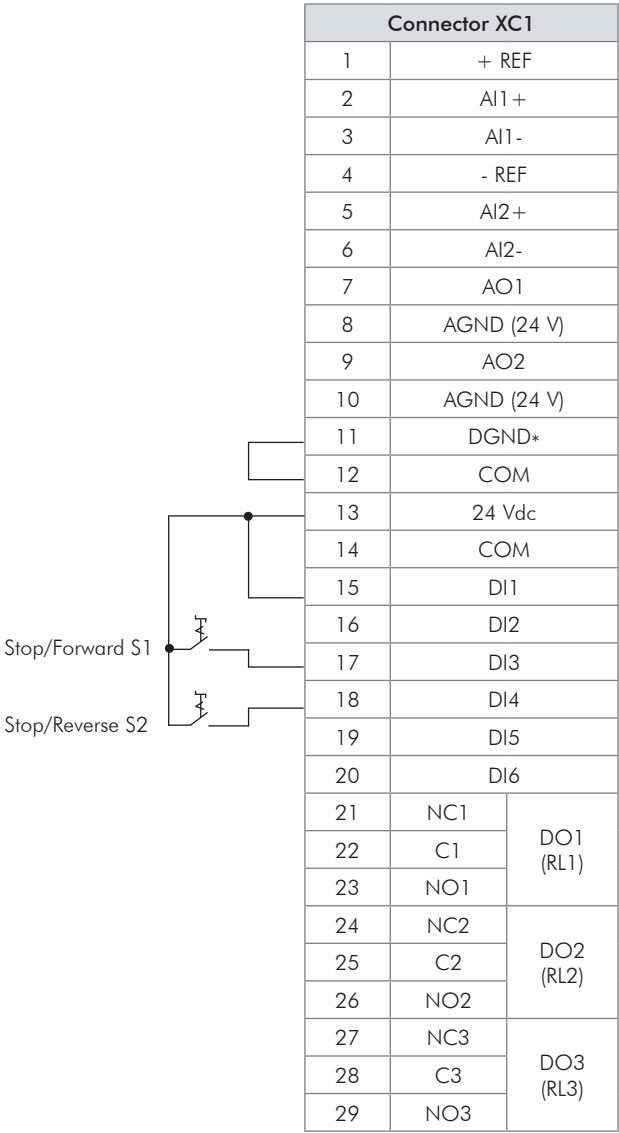 Connector XC1
1 + REF
2 AI1+
3 AI1-
4 - REF
5 AI2+
6 AI2-
7 AO1
8 AGND (24 V)
9 AO2
10 AGND (24 V)
11 DGND*
12 COM
13 24 Vdc
14 COM
15 DI1
16 DI2
Stop/Forward S1
17 DI3
18 DI4
Stop/Reverse S2
19 DI5
20 DI6
21 NC1
22 C1
23 NO1
DO1
(RL1)
24 NC2
25 C2
26 NO2
DO2
(RL2)
27 NC3
28 C3
29 NO3
DO3
(RL3)